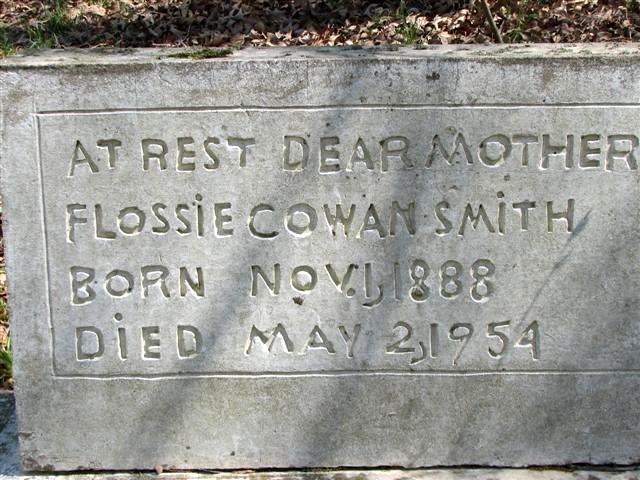 AT REST DEAR MOTHER
FLOSSiE COWAN SMiTH
BORN NOV. 1, 1888
DiED MAY 2, 1954